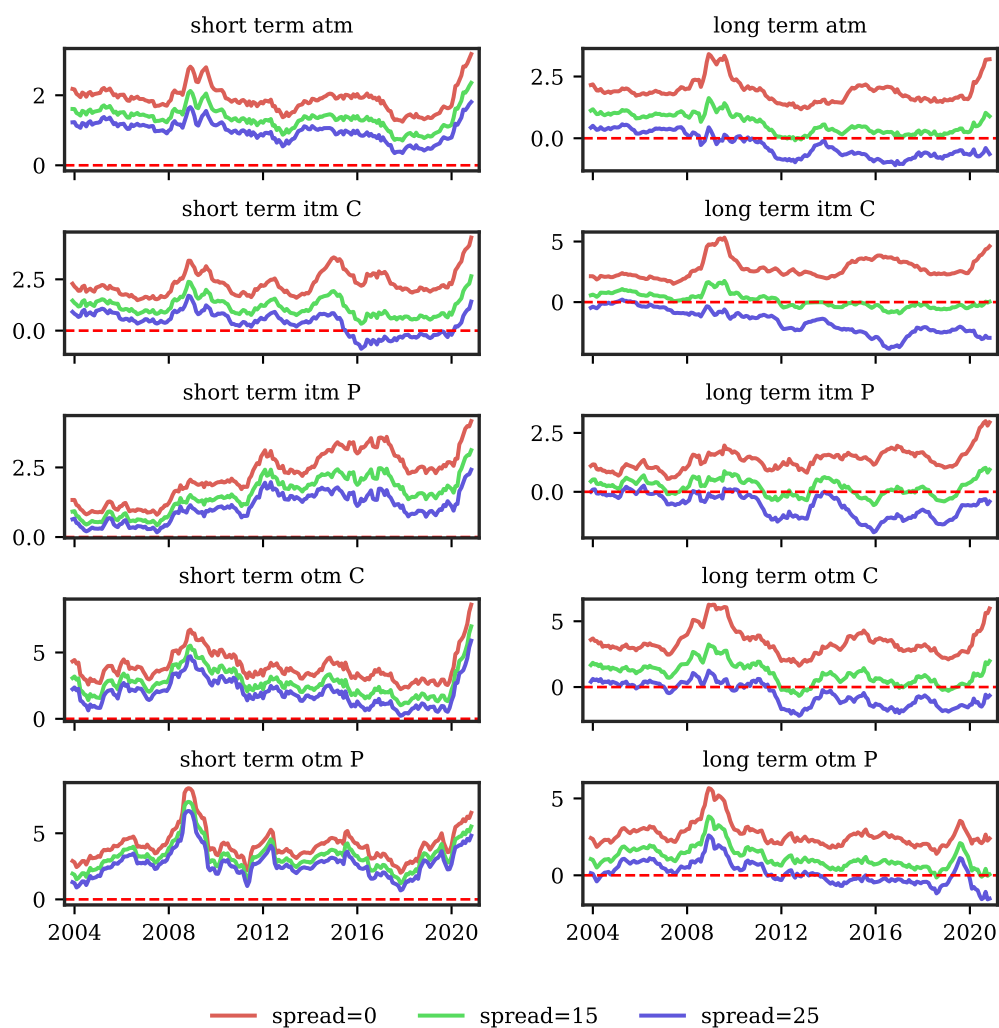 short term atm
long term atm
2
0
2.5
0.0
short term itm C
long term itm C
2.5
0.0
5
0
short term itm P
long term itm P
2.5
0.0
2.5
0.0
short term otm C
long term otm C
5
0
5
0
short term otm P
long term otm P
5
0
5
0
2004 2008 2012 2016 2020
2004 2008 2012 2016 2020
spread=0 spread=15 spread=25